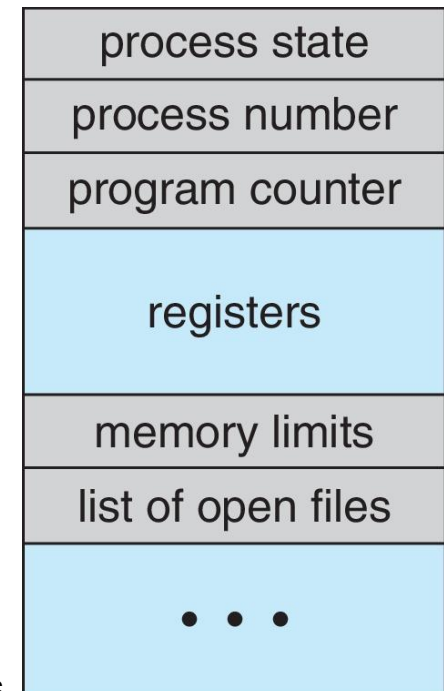 process state
process number
program counter
registers
memory limits
list of open files
• • •